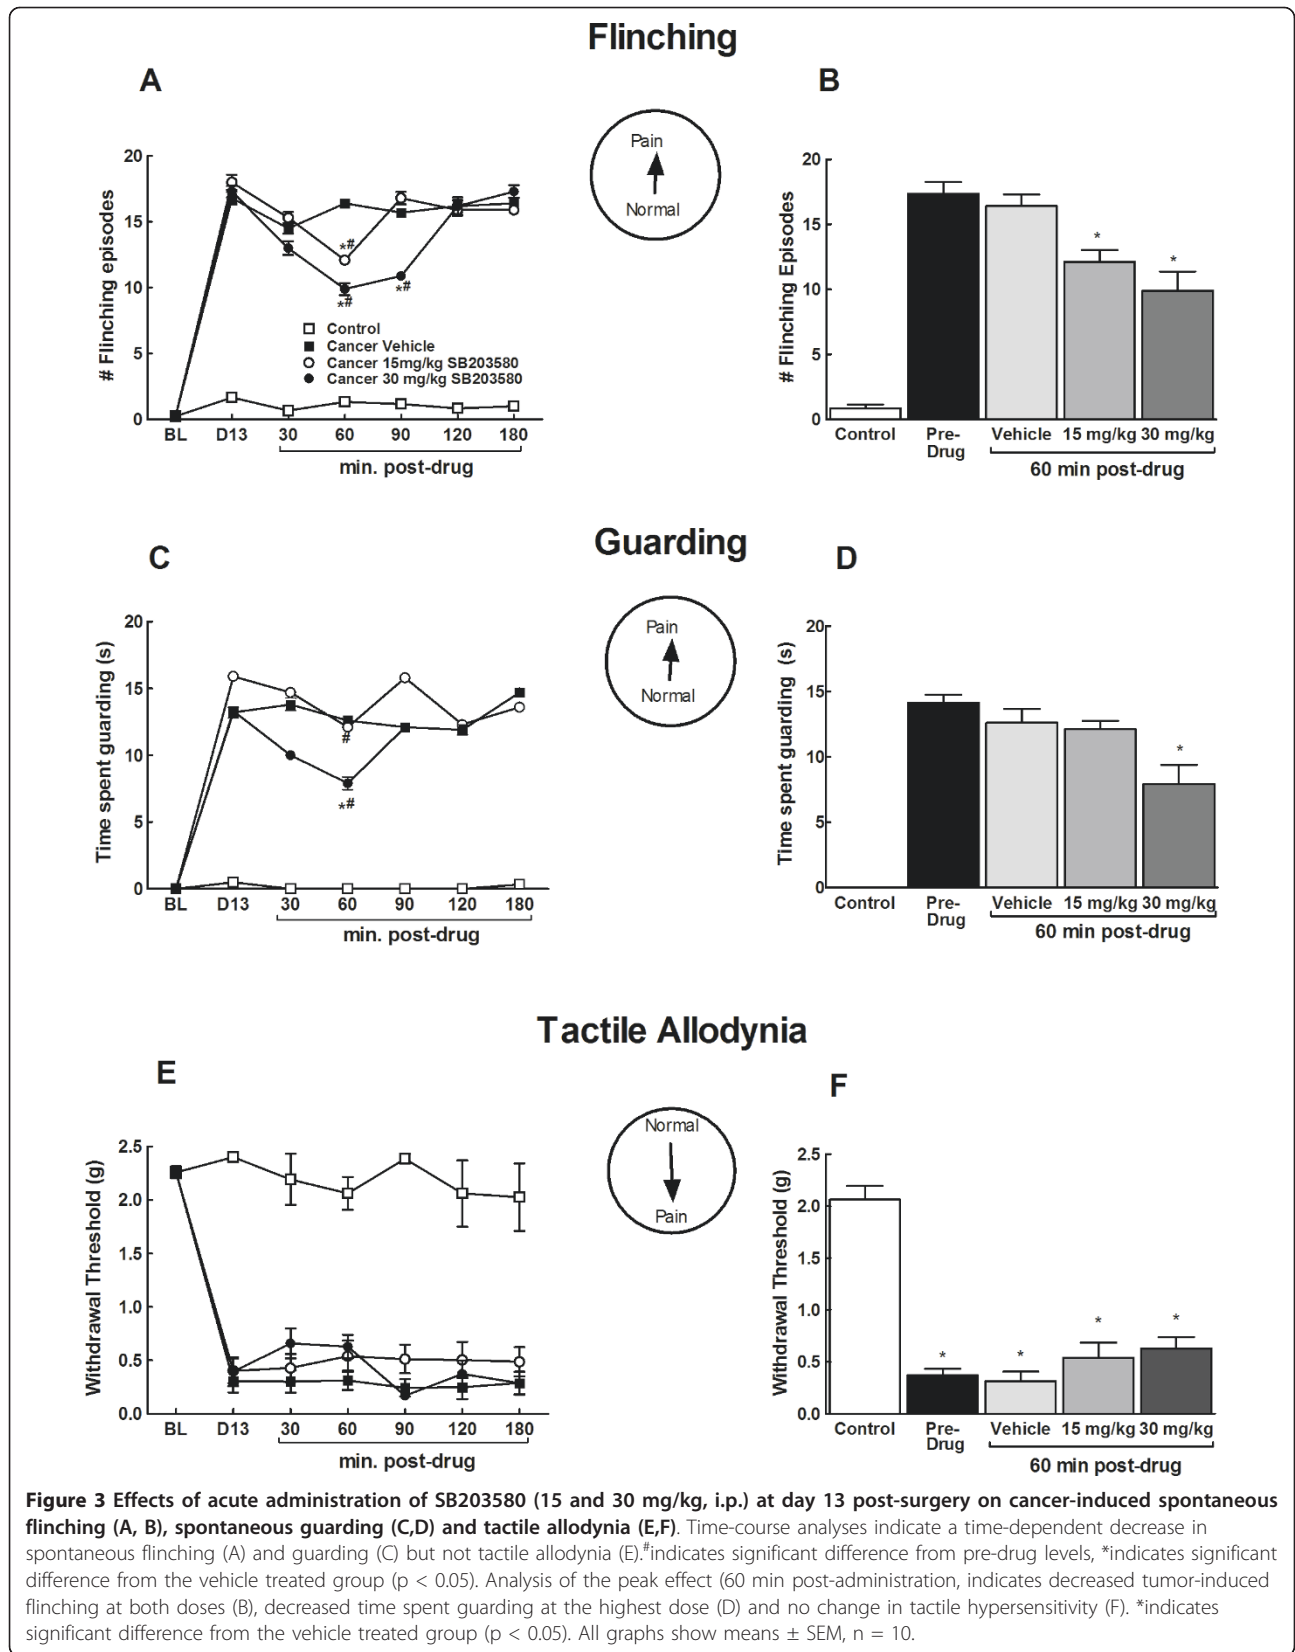 Flinching
A
# Flinching episodes
20
15
10
5
0
*#
*#
*#
Control
Cancer Vehicle
Cancer 15mg/kg SB203580
Cancer 30 mg/kg SB203580
BL D13 30 60 90 120 180
min. post-drug
Pain
Normal
B
# Flinching Episodes
20
15
10
5
0
*
*
Control Pre-Drug Vehicle 15 mg/kg 30 mg/kg
60 min post-drug
Guarding
C
Time spent guarding (s)
20
15
10
5
0
#
*#
BL D13 30 60 90 120 180
min. post-drug
Pain
Normal
D
Time spent guarding (s)
20
15
10
5
0
*
Control Pre-Drug Vehicle 15 mg/kg 30 mg/kg
60 min post-drug
Tactile Allodynia
E
Withdrawal Threshold (g)
2.5
2.0
1.5
1.0
0.5
0.0
BL D13 30 60 90 120 180
min. post-drug
Normal
Pain
F
Withdrawal Threshold (g)
2.5
2.0
1.5
1.0
0.5
0.0
*
*
*
*
Control Pre-Drug Vehicle 15 mg/kg 30 mg/kg
60 min post-drug
Figure 3 Effects of acute administration of SB203580 (15 and 30 mg/kg, i.p.) at day 13 post-surgery on cancer-induced spontaneous
flinching (A, B), spontaneous guarding (C,D) and tactile allodynia (E,F). Time-course analyses indicate a time-dependent decrease in
spontaneous flinching (A) and guarding (C) but not tactile allodynia (E).#indicates significant difference from pre-drug levels, *indicates significant
difference from the vehicle treated group (p < 0.05). Analysis of the peak effect (60 min post-administration, indicates decreased tumor-induced
flinching at both doses (B), decreased time spent guarding at the highest dose (D) and no change in tactile hypersensitivity (F). *indicates
significant difference from the vehicle treated group (p < 0.05). All graphs show means ± SEM, n = 10.